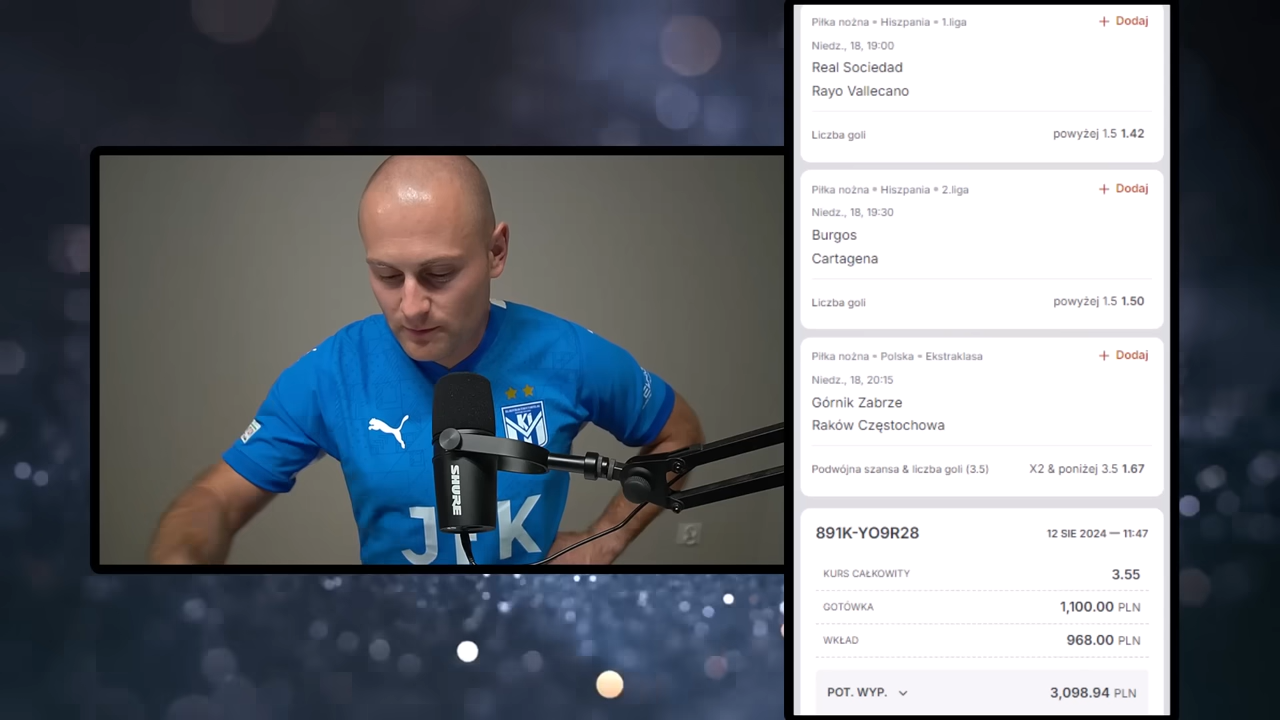 Piłka nożna • Hiszpania • 1.liga
+ Dodaj
Niedz., 18, 19:00
Real Sociedad
Rayo Vallecano
Liczba goli
powyżej 1.5 1.42
Piłka nożna • Hiszpania • 2.liga
+ Dodaj
Niedz., 18, 19:30
Burgos
Cartagena
Liczba goli
powyżej 1.5 1.50
Piłka nożna • Polska • Ekstraklasa
+ Dodaj
Niedz., 18, 20:15
Górnik Zabrze
Raków Częstochowa
Podwójna szansa & liczba goli (3.5)
X2 & poniżej 3.5 1.67
891K-YO9R28
12 SIE 2024 — 11:47
KURS CAŁKOWITY
3.55
GOTÓWKA
1,100.00 PLN
WKŁAD
968.00 PLN
POT. WYP.
3,098.94 PLN
KÍ
SHURE
JFK